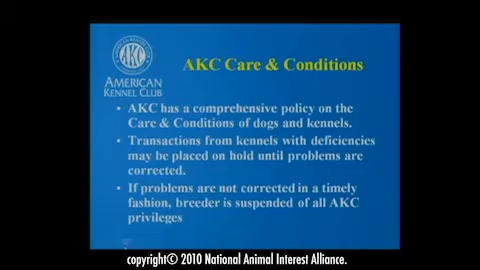 AKC Care & Conditions
AKC
AMERICAN
KENNEL CLUB
• AKC has a comprehensive policy on the
Care & Conditions of dogs and kennels.
• Transactions from kennels with deficiencies
may be placed on hold until problems are
corrected.
• If problems are not corrected in a timely
fashion, breeder is suspended of all AKC
privileges
copyright© 2010 National Animal Interest Alliance.